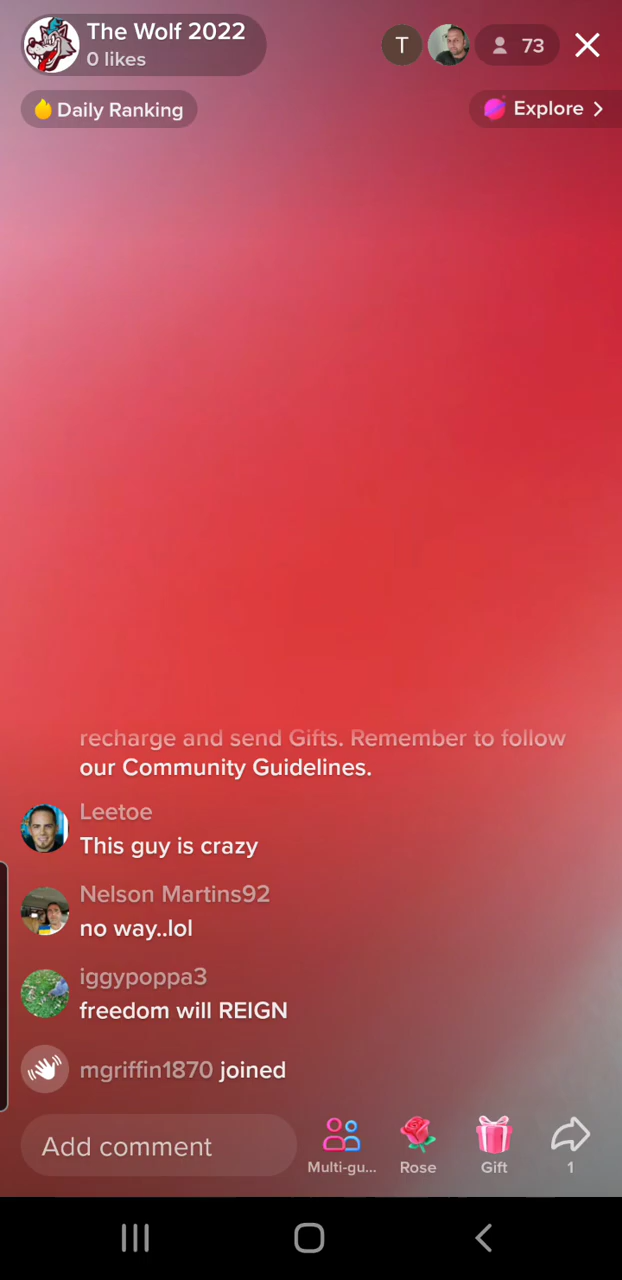 The Wolf 2022
0 likes
T
73
Daily Ranking
Explore
recharge and send Gifts. Remember to follow
our Community Guidelines.
Leetoe
This guy is crazy
Nelson Martins92
no way..lol
iggypoppa3
freedom will REIGN
mgriffin1870 joined
Add comment
Multi-gu...
Rose
Gift
1